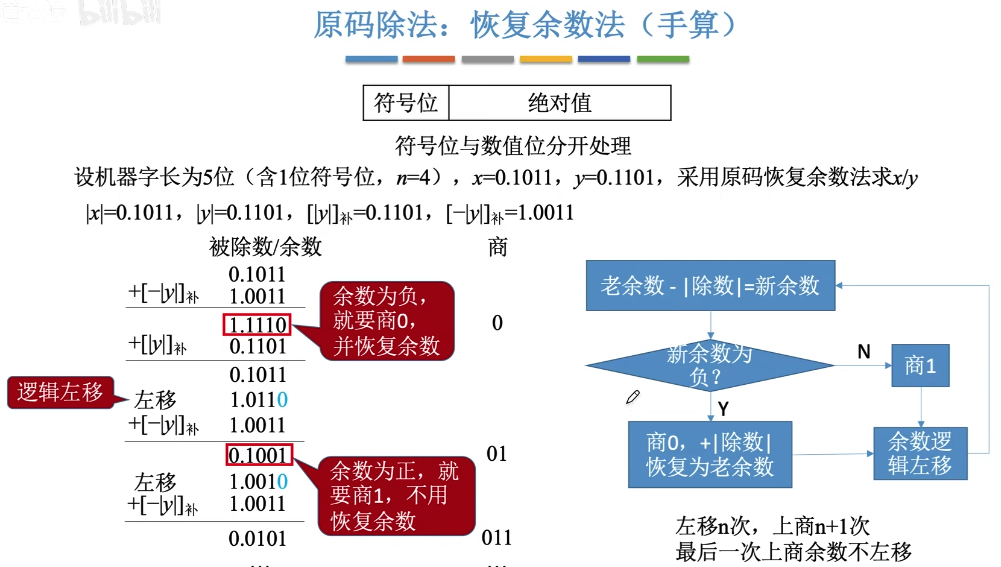 bilibili
原码除法：恢复余数法（手算）
符号位 绝对值
符号位与数值位分开处理
设机器字长为5位（含1位符号位，n=4），x=0.1011，y=0.1101，采用原码恢复余数法求x/y
|x|=0.1011，|y|=0.1101，[|y|]补=0.1101，[−|y|]补=1.0011
被除数/余数 商
0.1011
+[−|y|]补 1.0011
1.1110 0
+[|y|]补 0.1101
0.1011
左移 1.0110
+[−|y|]补 1.0011
0.1001 01
左移 1.0010
+[−|y|]补 1.0011
0.0101 011
... ...
余数为负，
就要商0，
并恢复余数
逻辑左移
余数为正，就
要商1，不用
恢复余数
老余数 - |除数|=新余数
新余数为
负？
N
商1
Y
商0，+|除数|
恢复为老余数
余数逻
辑左移
左移n次，上商n+1次
最后一次上商余数不左移